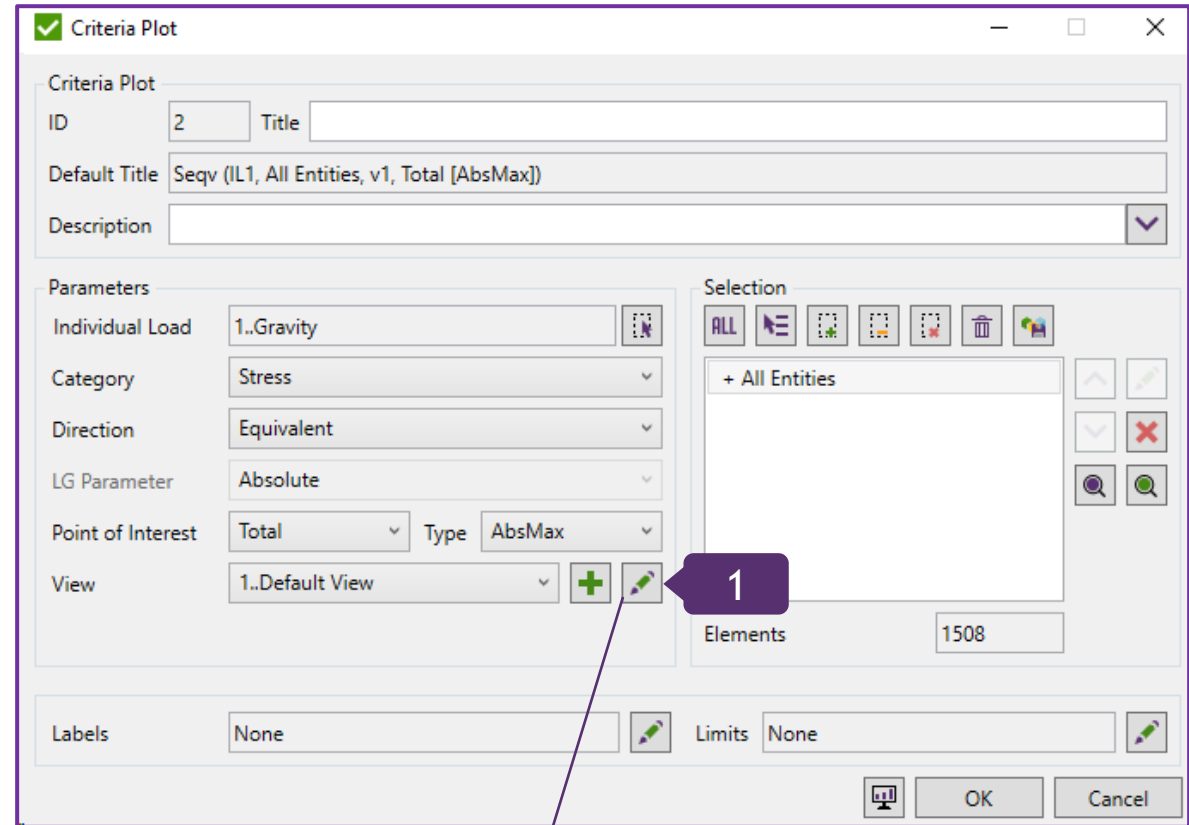 Criteria Plot
Criteria Plot
ID 2 Title
Default Title Seqv (IL1, All Entities, v1, Total [AbsMax])
Description
Parameters
Individual Load 1..Gravity
Category Stress
Direction Equivalent
LG Parameter Absolute
Point of Interest Total Type AbsMax
View 1..Default View
1
Selection
ALL
+ All Entities
Elements 1508
Labels None Limits None
OK Cancel